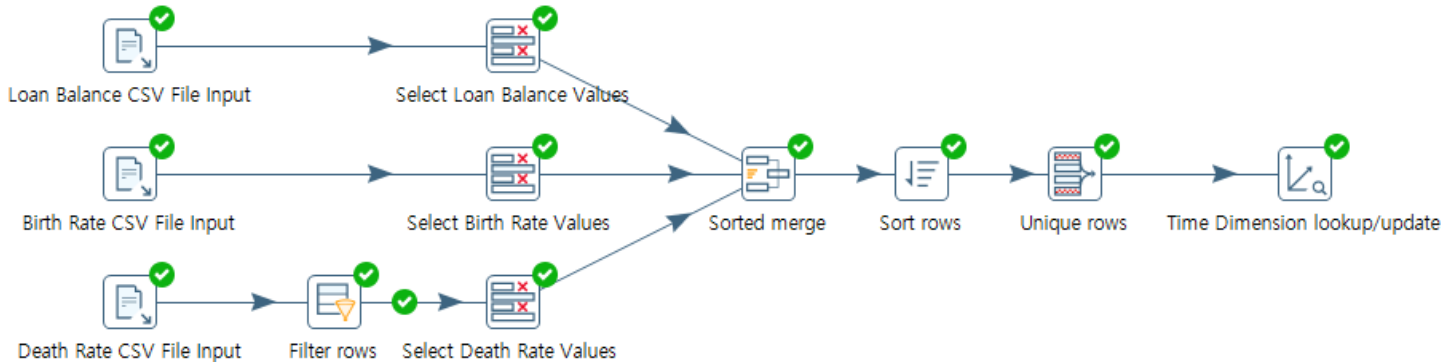 Loan Balance CSV File Input
Select Loan Balance Values
Birth Rate CSV File Input
Select Birth Rate Values
Sorted merge
Sort rows
Unique rows
Time Dimension lookup/update
Death Rate CSV File Input
Filter rows
Select Death Rate Values